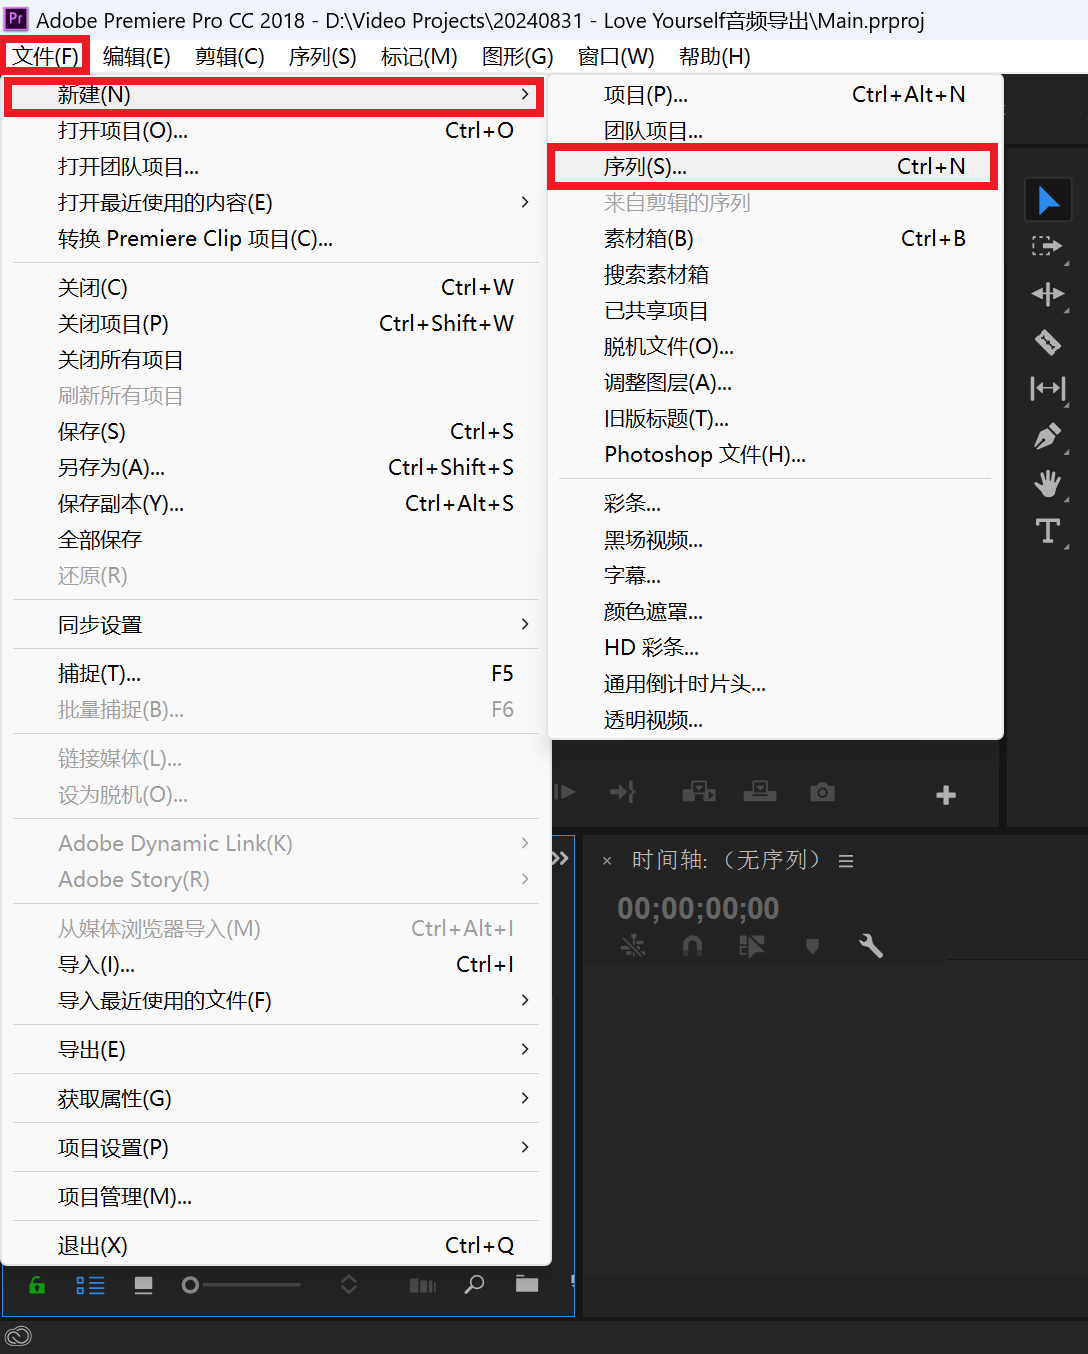 Pr Adobe Premiere Pro CC 2018 - D:\Video Projects\20240831 - Love Yourself音频导出\Main.prproj
文件(F) 编辑(E) 剪辑(C) 序列(S) 标记(M) 图形(G) 窗口(W) 帮助(H)
新建(N)
打开项目(O)... Ctrl+O
打开团队项目...
打开最近使用的内容(E)
转换 Premiere Clip 项目(C)...
关闭(C) Ctrl+W
关闭项目(P) Ctrl+Shift+W
关闭所有项目
刷新所有项目
保存(S) Ctrl+S
另存为(A)... Ctrl+Shift+S
保存副本(Y)... Ctrl+Alt+S
全部保存
还原(R)
同步设置
捕捉(T)... F5
批量捕捉(B)... F6
链接媒体(L)...
设为脱机(O)...
Adobe Dynamic Link(K)
Adobe Story(R)
从媒体浏览器导入(M) Ctrl+Alt+I
导入(I)... Ctrl+I
导入最近使用的文件(F)
导出(E)
获取属性(G)
项目设置(P)
项目管理(M)...
退出(X) Ctrl+Q
项目(P)... Ctrl+Alt+N
团队项目...
序列(S)... Ctrl+N
来自剪辑的序列
素材箱(B) Ctrl+B
搜索素材箱
已共享项目
脱机文件(O)...
调整图层(A)...
旧版标题(T)...
Photoshop 文件(H)...
彩条...
黑场视频...
字幕...
颜色遮罩...
HD 彩条...
通用倒计时片头...
透明视频...
× 时间轴:（无序列）
00;00;00;00